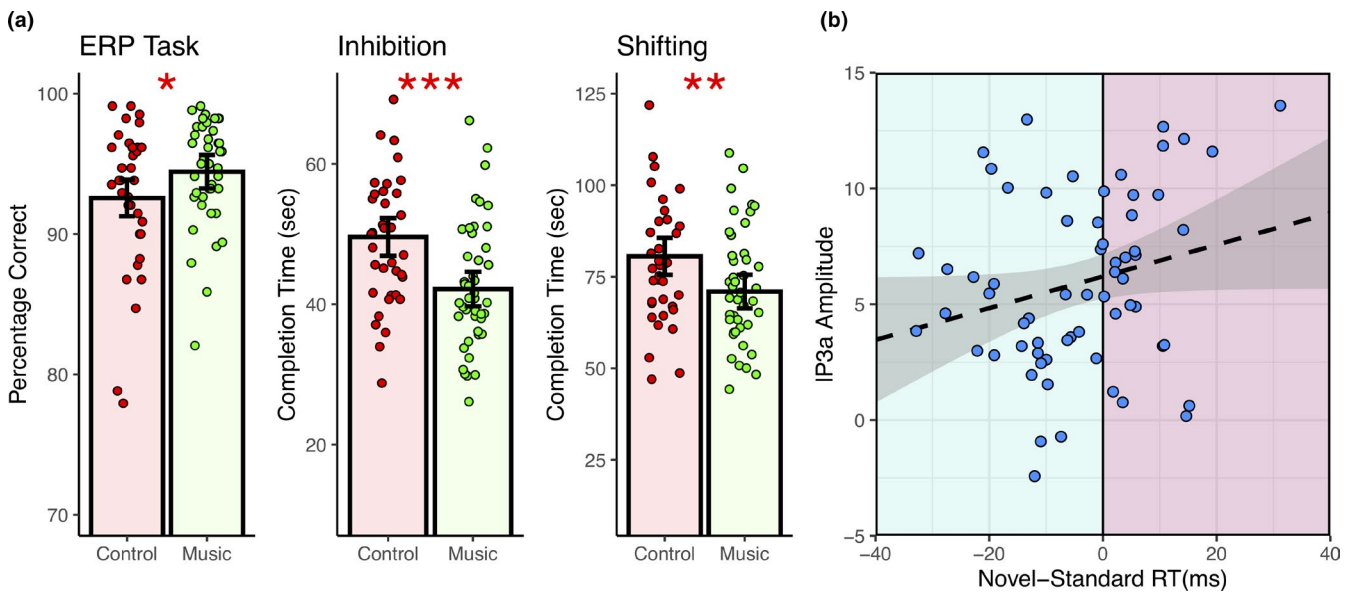 (a)
ERP Task
*
Percentage Correct
100
90
80
70
Control
Music
Inhibition
***
Completion Time (sec)
60
40
20
Control
Music
Shifting
**
Completion Time (sec)
125
100
75
50
25
Control
Music
(b)
IP3a Amplitude
15
10
5
0
−5
−40
−20
0
20
40
Novel−Standard RT(ms)